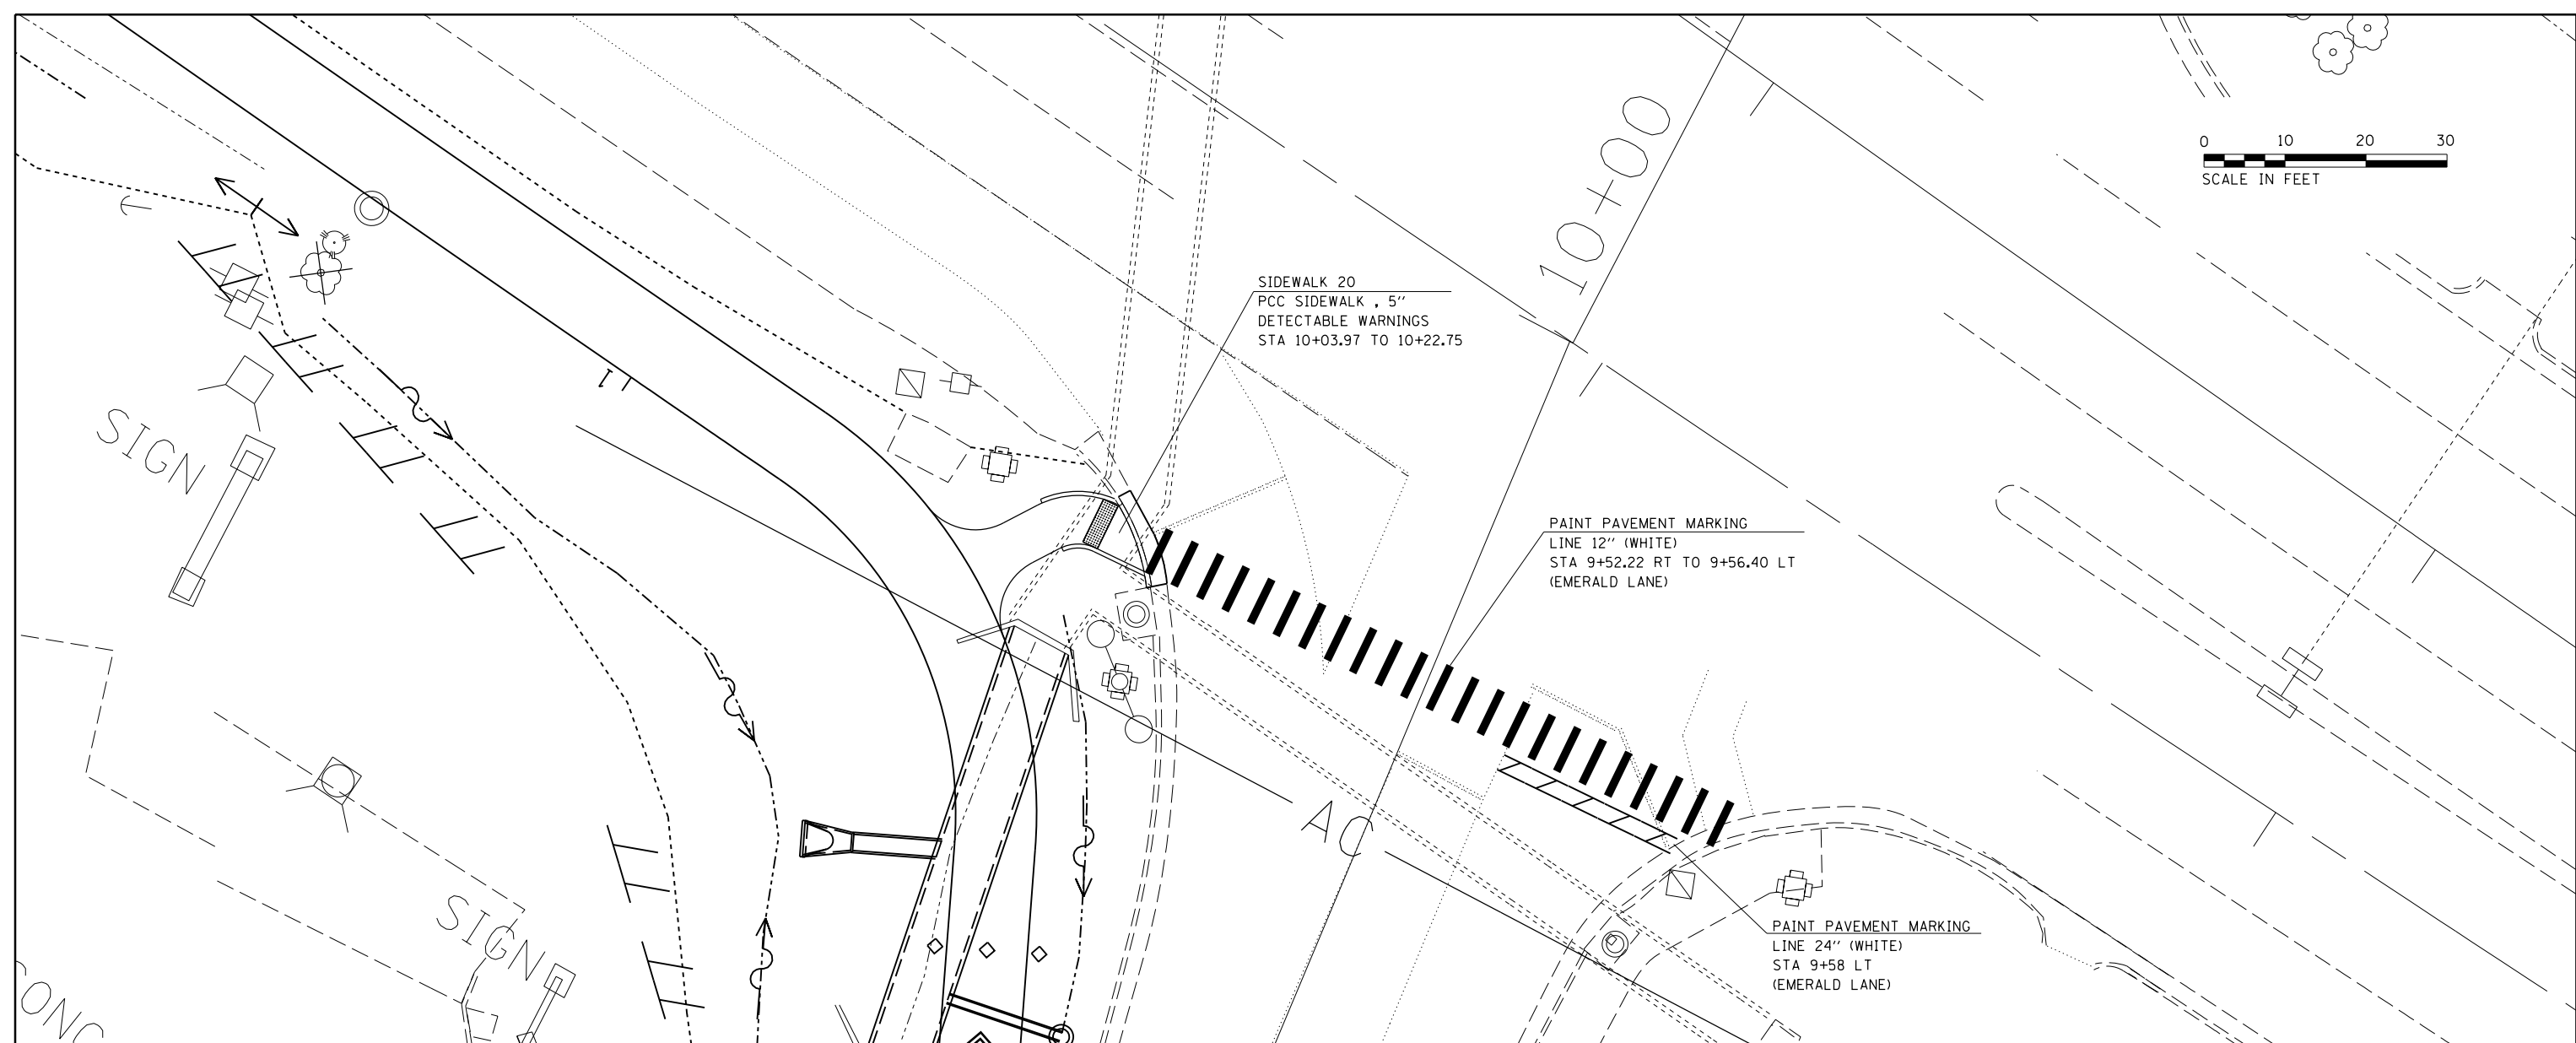 10+00
0 10 20 30
SCALE IN FEET
SIDEWALK 20
PCC SIDEWALK , 5"
DETECTABLE WARNINGS
STA 10+03.97 TO 10+22.75
SIGN
PAINT PAVEMENT MARKING
LINE 12" (WHITE)
STA 9+52.22 RT TO 9+56.40 LT
(EMERALD LANE)
AC
SIGN
PAINT PAVEMENT MARKING
LINE 24" (WHITE)
STA 9+58 LT
(EMERALD LANE)
ONC